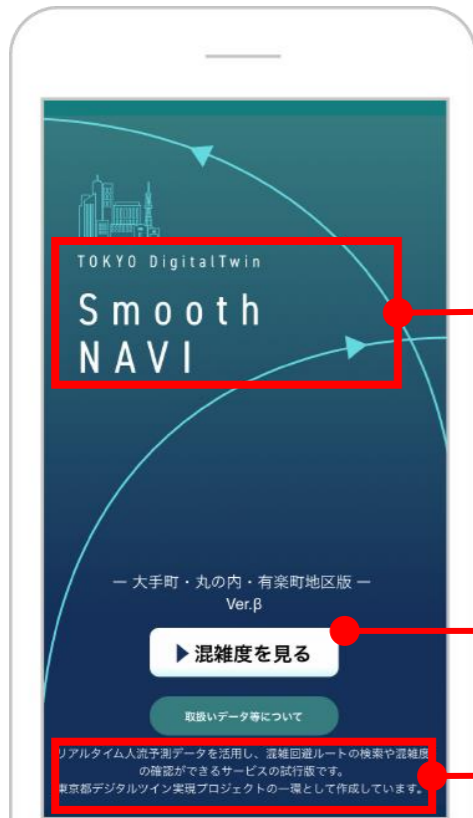 TOKYO DigitalTwin
Smooth
NAVI
ー 大手町・丸の内・有楽町地区版 ー
Ver.β
▶混雑度を見る
取扱いデータ等について
リアルタイム人流予測データを活用し、混雑回避ルートの検索や混雑度
の確認ができるサービスの試行版です。
東京都デジタルツイン実現プロジェクトの一環として作成しています。